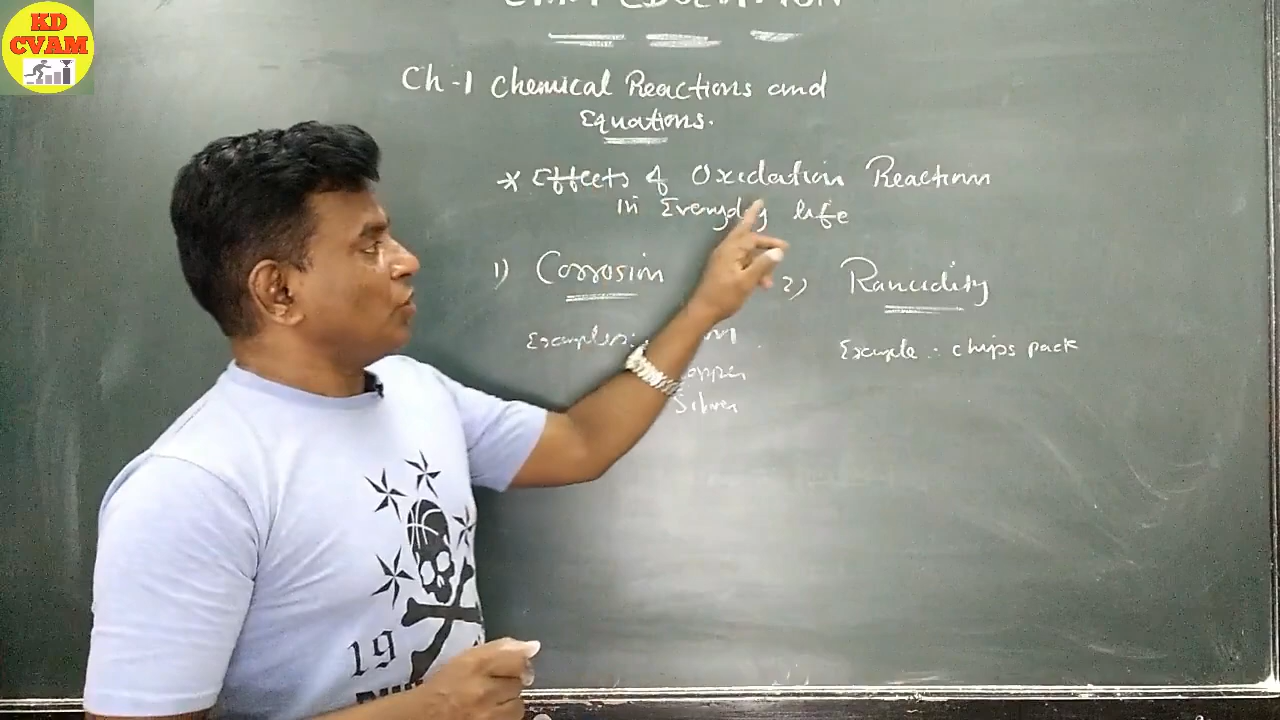 KD
CVAM
Ch-1 Chemical Reactions and
Equations.
* Effects of Oxidation Reaction
in Everyday life
1) Corrosion
Examples:
Silver
2) Rancidity
Example : chips pack
19